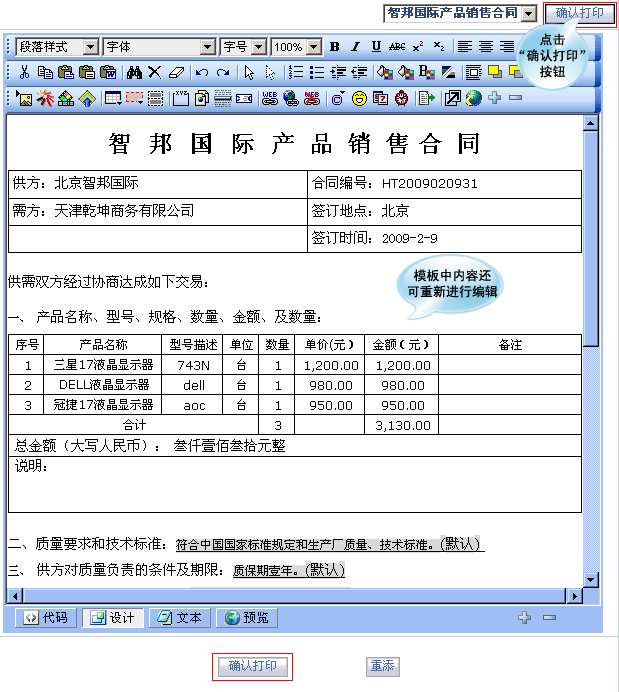 智邦国际产品销售合同 确认打印
点击
“确认打印”
按钮
段落样式 字体 字号 100% B I U ABC x² x₂
智 邦 国 际 产 品 销 售 合 同
供方：北京智邦国际 合同编号：HT2009020931
需方：天津乾坤商务有限公司 签订地点：北京
签订时间：2009-2-9
模板中内容还
可重新进行编辑
供需双方经过协商达成如下交易：
一、 产品名称、型号、规格、数量、金额、及数量：
序号 产品名称 型号描述 单位 数量 单价(元) 金额（元） 备注
1 三星17液晶显示器 743N 台 1 1,200.00 1,200.00
2 DELL液晶显示器 dell 台 1 980.00 980.00
3 冠捷17液晶显示器 aoc 台 1 950.00 950.00
合计 3 3,130.00
总金额（大写人民币）： 叁仟壹佰叁拾元整
说明：
二、质量要求和技术标准：符合中国国家标准规定和生产厂质量、技术标准。(默认)
三、 供方对质量负责的条件及期限：质保期壹年。(默认)
代码 设计 文本 预览
确认打印 重添